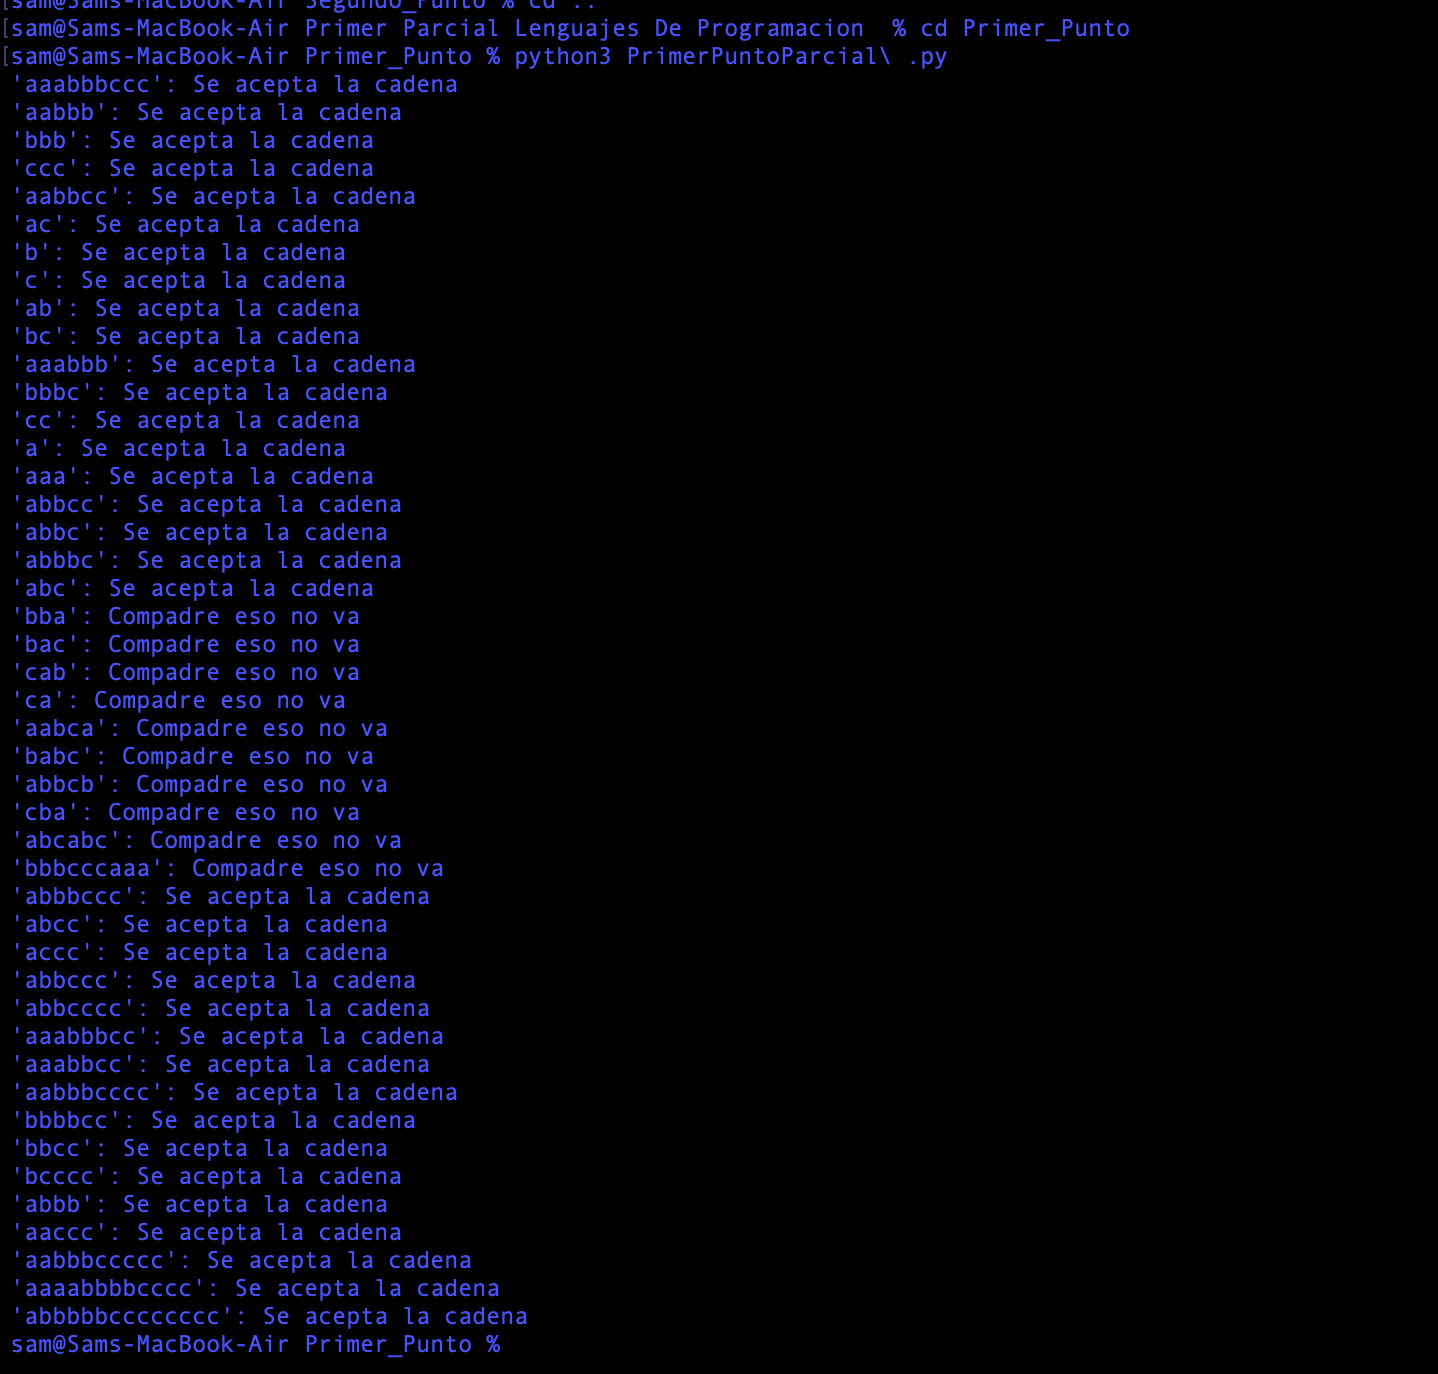 [sam@Sams-MacBook-Air Segundo_Punto % cd ..
[sam@Sams-MacBook-Air Primer Parcial Lenguajes De Programacion  % cd Primer_Punto
[sam@Sams-MacBook-Air Primer_Punto % python3 PrimerPuntoParcial\ .py
'aaabbbccc': Se acepta la cadena
'aabbb': Se acepta la cadena
'bbb': Se acepta la cadena
'ccc': Se acepta la cadena
'aabbcc': Se acepta la cadena
'ac': Se acepta la cadena
'b': Se acepta la cadena
'c': Se acepta la cadena
'ab': Se acepta la cadena
'bc': Se acepta la cadena
'aaabbb': Se acepta la cadena
'bbbc': Se acepta la cadena
'cc': Se acepta la cadena
'a': Se acepta la cadena
'aaa': Se acepta la cadena
'abbcc': Se acepta la cadena
'abbc': Se acepta la cadena
'abbbc': Se acepta la cadena
'abc': Se acepta la cadena
'bba': Compadre eso no va
'bac': Compadre eso no va
'cab': Compadre eso no va
'ca': Compadre eso no va
'aabca': Compadre eso no va
'babc': Compadre eso no va
'abbcb': Compadre eso no va
'cba': Compadre eso no va
'abcabc': Compadre eso no va
'bbbcccaaa': Compadre eso no va
'abbbccc': Se acepta la cadena
'abcc': Se acepta la cadena
'accc': Se acepta la cadena
'abbccc': Se acepta la cadena
'abbcccc': Se acepta la cadena
'aaabbbcc': Se acepta la cadena
'aaabbcc': Se acepta la cadena
'aabbbcccc': Se acepta la cadena
'bbbbcc': Se acepta la cadena
'bbcc': Se acepta la cadena
'bcccc': Se acepta la cadena
'abbb': Se acepta la cadena
'aaccc': Se acepta la cadena
'aabbbccccc': Se acepta la cadena
'aaaabbbbcccc': Se acepta la cadena
'abbbbbcccccccc': Se acepta la cadena
sam@Sams-MacBook-Air Primer_Punto %